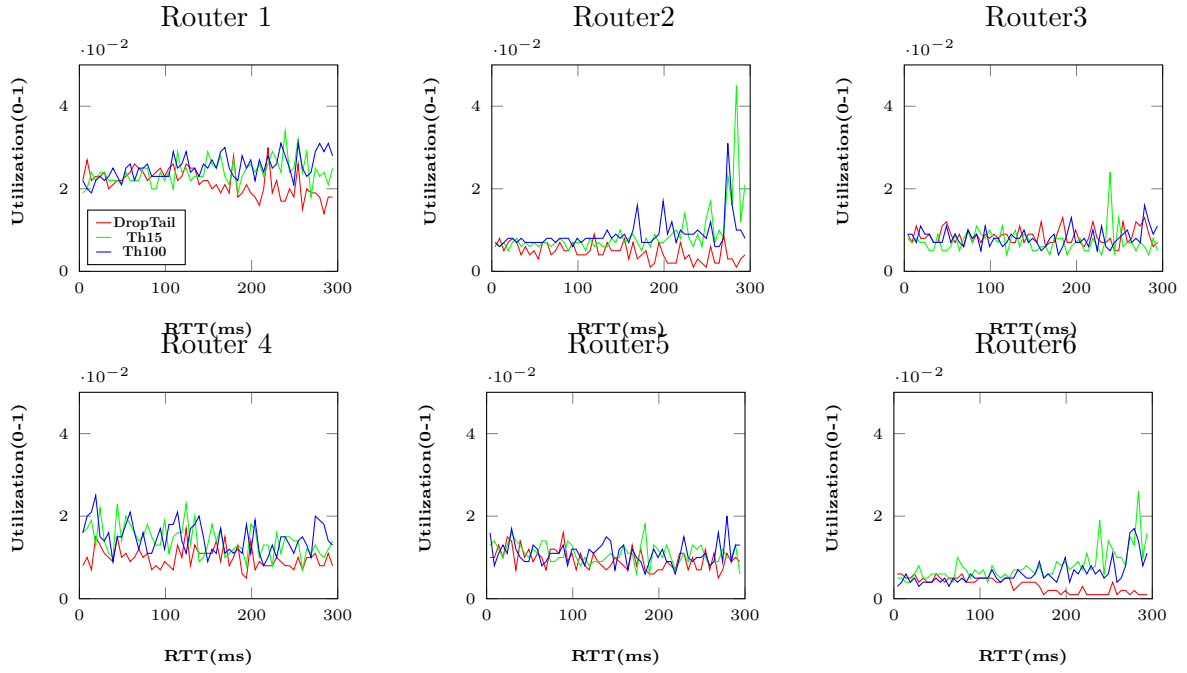 Router 1
Router2
Router3
·10−2
·10−2
·10−2
Utilization(0-1)
Utilization(0-1)
Utilization(0-1)
4
2
0
4
2
0
4
2
0
DropTail
Th15
Th100
0 100 200 300
0 100 200 300
0 100 200 300
RTT(ms)
RTT(ms)
RTT(ms)
Router 4
Router5
Router6
·10−2
·10−2
·10−2
Utilization(0-1)
Utilization(0-1)
Utilization(0-1)
4
2
0
4
2
0
4
2
0
0 100 200 300
0 100 200 300
0 100 200 300
RTT(ms)
RTT(ms)
RTT(ms)